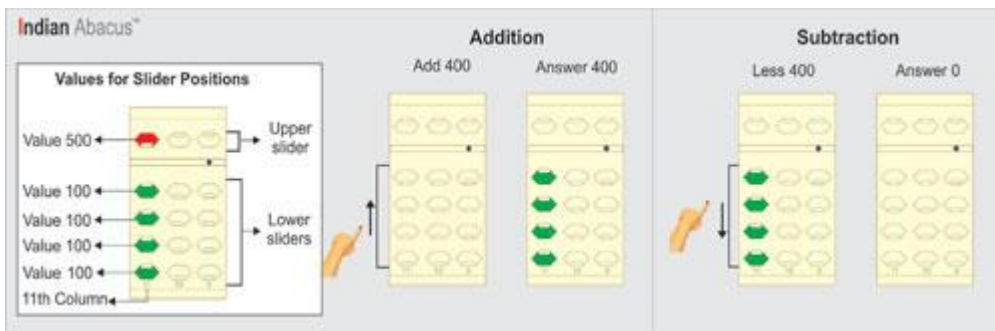 Indian Abacus™
Values for Slider Positions
Value 500
Upper
slider
Value 100
Value 100
Value 100
Value 100
Lower
sliders
11th Column
Addition
Add 400
Answer 400
Subtraction
Less 400
Answer 0